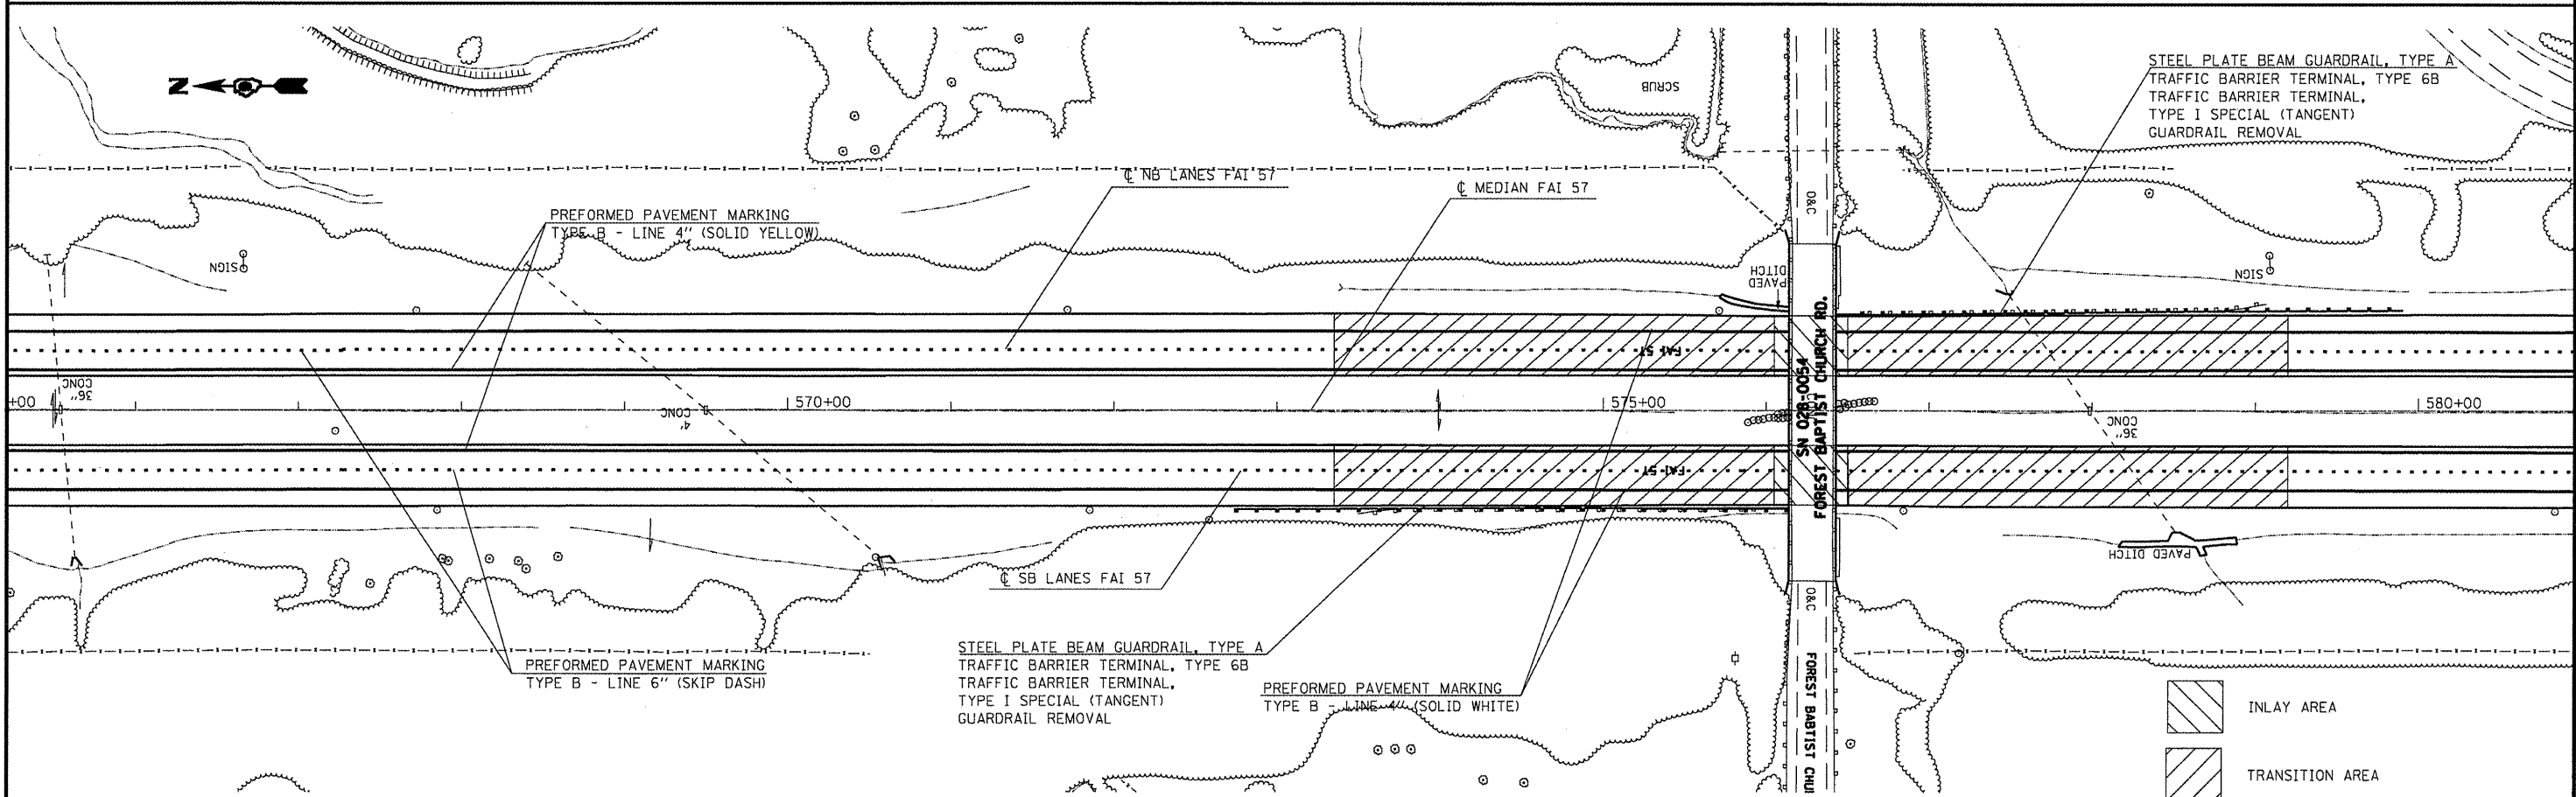 STEEL PLATE BEAM GUARDRAIL, TYPE A
TRAFFIC BARRIER TERMINAL, TYPE 6B
TRAFFIC BARRIER TERMINAL,
TYPE I SPECIAL (TANGENT)
GUARDRAIL REMOVAL
SCRUB
Z
℄ NB LANES FAI 57
℄ MEDIAN FAI 57
O&C
PREFORMED PAVEMENT MARKING
TYPE B - LINE 4" (SOLID YELLOW)
SIGN
PAVED
DITCH
SIGN
FAI 57
36"
CONC
+00
4'
CONC
570+00
575+00
SN 028-0054
FOREST BAPTIST CHURCH RD.
580+00
36"
CONC
FAI 57
PAVED DITCH
℄ SB LANES FAI 57
O&C
STEEL PLATE BEAM GUARDRAIL, TYPE A
TRAFFIC BARRIER TERMINAL, TYPE 6B
TRAFFIC BARRIER TERMINAL,
TYPE I SPECIAL (TANGENT)
GUARDRAIL REMOVAL
PREFORMED PAVEMENT MARKING
TYPE B - LINE 6" (SKIP DASH)
PREFORMED PAVEMENT MARKING
TYPE B - LINE 4" (SOLID WHITE)
FOREST BABTIST CHU
INLAY AREA
TRANSITION AREA